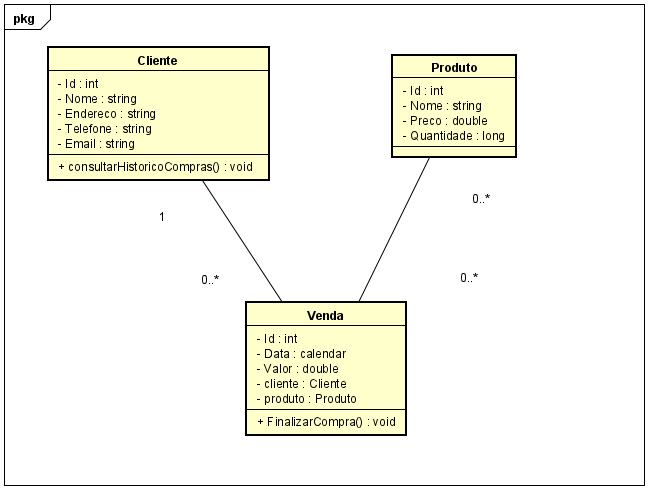 pkg
Cliente
- Id : int
- Nome : string
- Endereco : string
- Telefone : string
- Email : string
+ consultarHistoricoCompras() : void
Produto
- Id : int
- Nome : string
- Preco : double
- Quantidade : long
1
0..*
0..*
0..*
Venda
- Id : int
- Data : calendar
- Valor : double
- cliente : Cliente
- produto : Produto
+ FinalizarCompra() : void